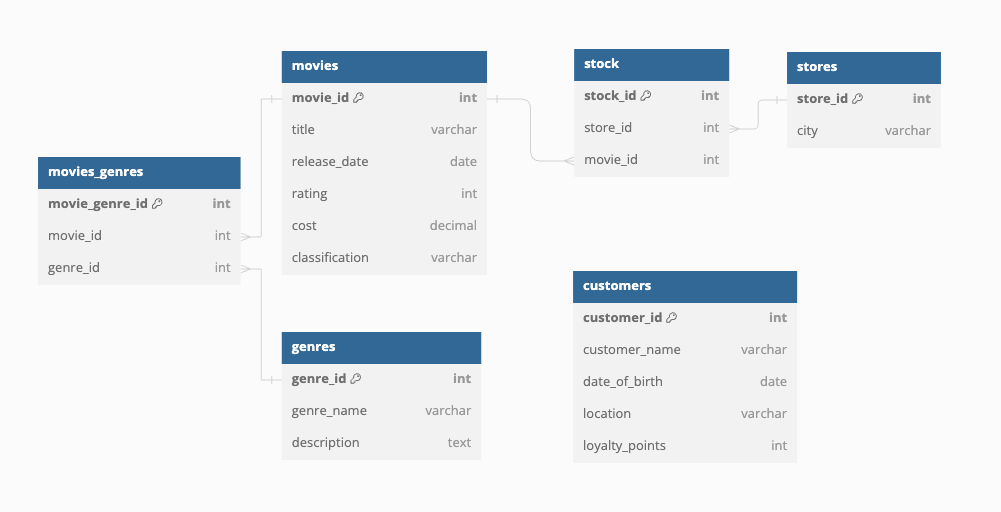 movies
movie_id int
title varchar
release_date date
rating int
cost decimal
classification varchar
stock
stock_id int
store_id int
movie_id int
stores
store_id int
city varchar
movies_genres
movie_genre_id int
movie_id int
genre_id int
genres
genre_id int
genre_name varchar
description text
customers
customer_id int
customer_name varchar
date_of_birth date
location varchar
loyalty_points int